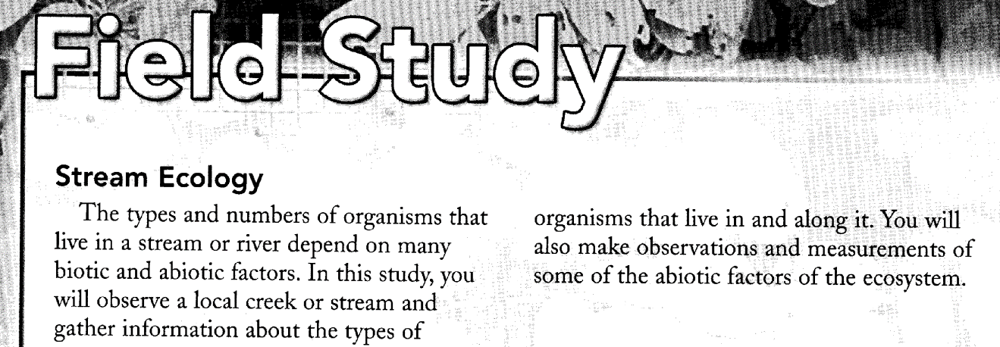 Field Study
Stream Ecology
The types and numbers of organisms that
live in a stream or river depend on many
biotic and abiotic factors. In this study, you
will observe a local creek or stream and
gather information about the types of
organisms that live in and along it. You will
also make observations and measurements of
some of the abiotic factors of the ecosystem.